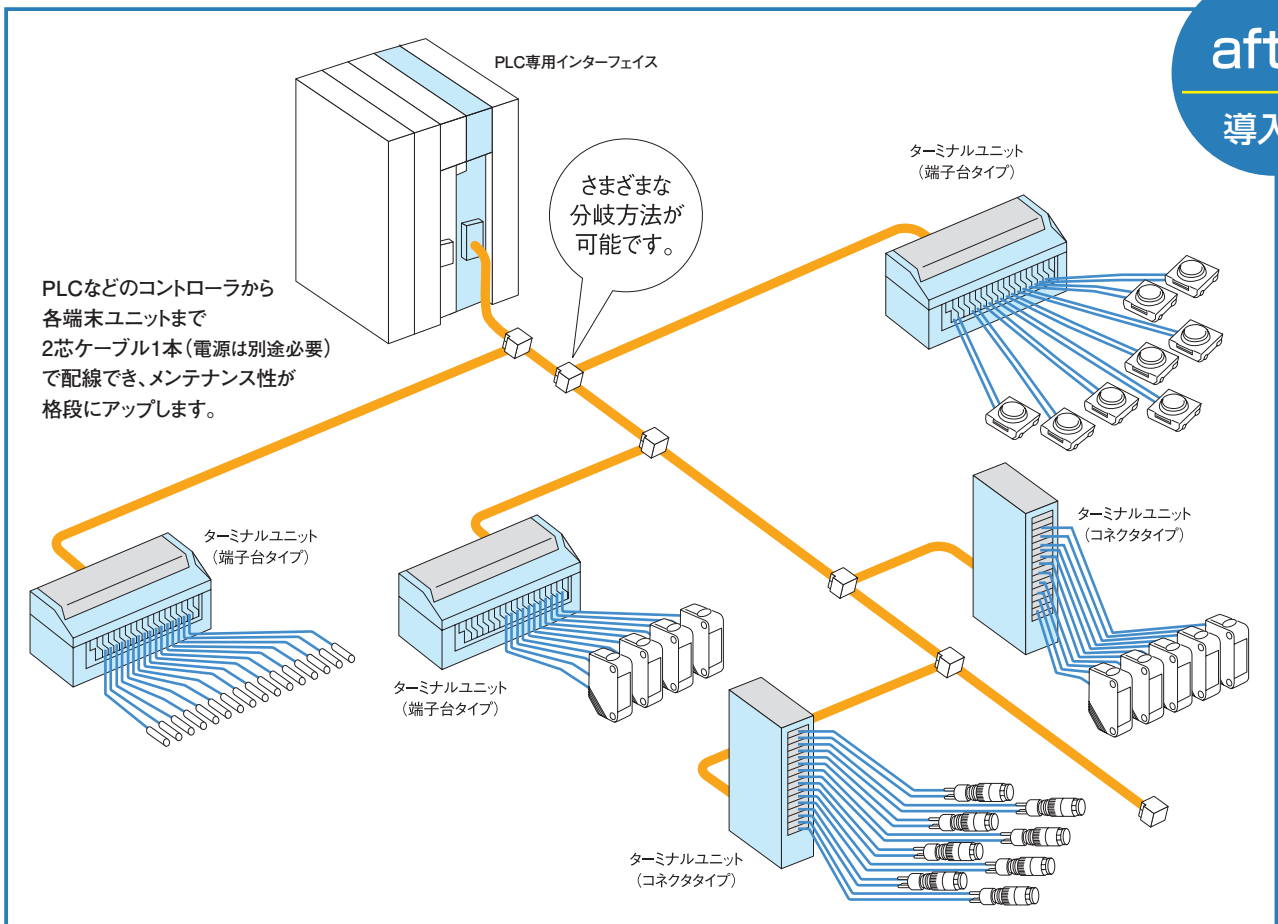 PLC専用インターフェイス
aft
導入
さまざまな
分岐方法が
可能です。
ターミナルユニット
（端子台タイプ）
PLCなどのコントローラから
各端末ユニットまで
2芯ケーブル1本（電源は別途必要）
で配線でき、メンテナンス性が
格段にアップします。
ターミナルユニット
（コネクタタイプ）
ターミナルユニット
（端子台タイプ）
ターミナルユニット
（端子台タイプ）
ターミナルユニット
（コネクタタイプ）